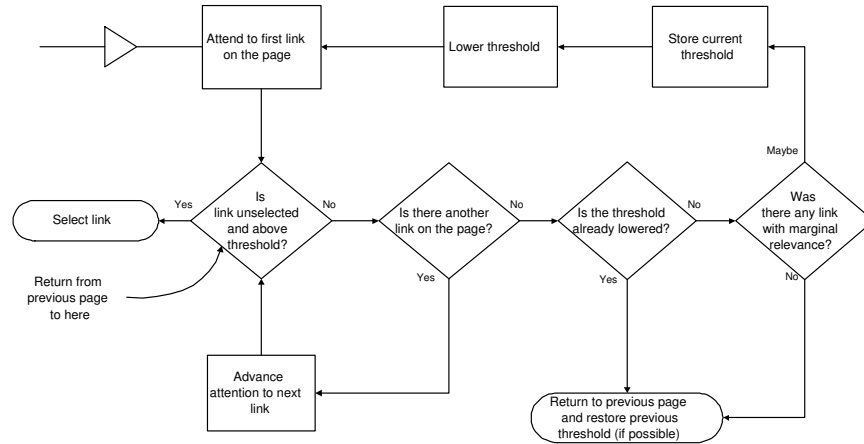 Attend to first link
on the page
Lower threshold
Store current
threshold
Maybe
Select link
Yes
Is
link unselected
and above
threshold?
No
Is there another
link on the page?
No
Is the threshold
already lowered?
No
Was
there any link
with marginal
relevance?
Return from
previous page
to here
Yes
Yes
No
Advance
attention to next
link
Return to previous page
and restore previous
threshold (if possible)